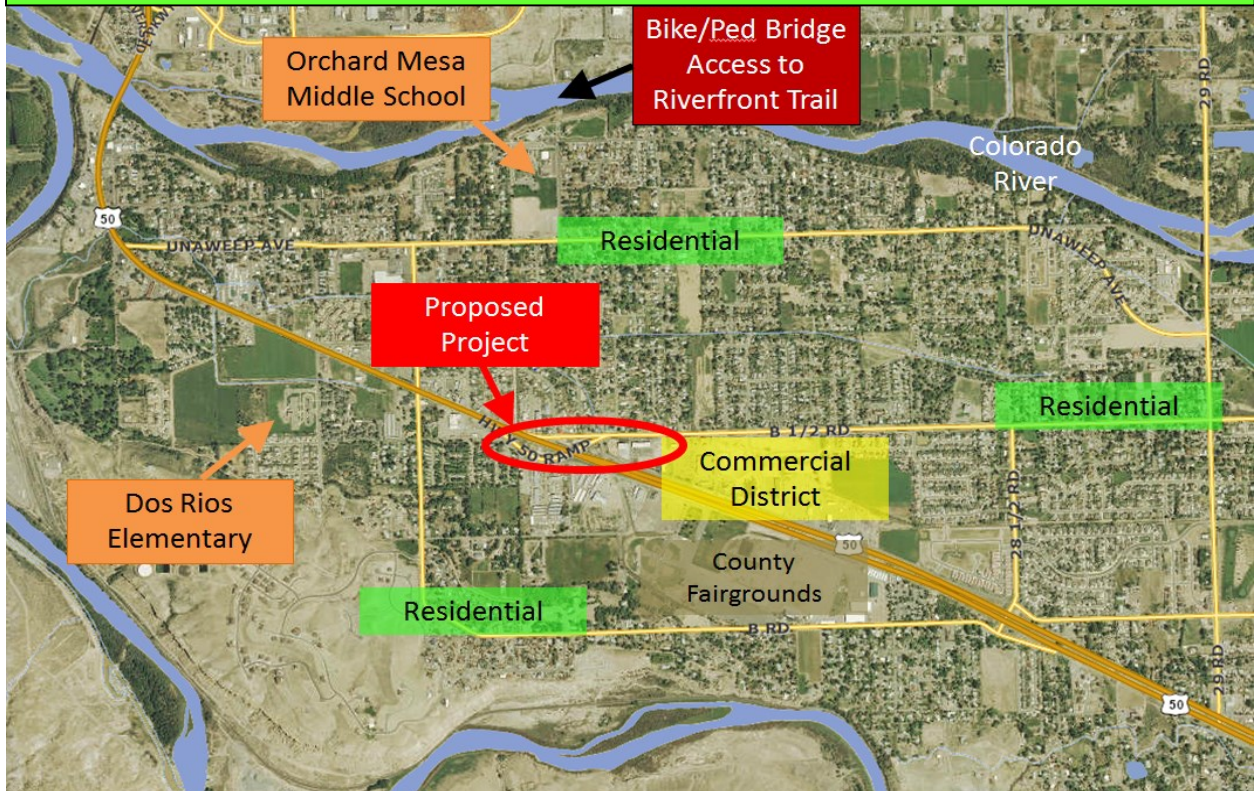 Orchard Mesa
Middle School
Bike/Ped Bridge
Access to
Riverfront Trail
29 RD
Colorado
River
50
UNAWEEP AVE
Residential
UNAWEEP AVE
Proposed
Project
Residential
B 1/2 RD
HWY 50 RAMP
Commercial
District
Dos Rios
Elementary
28 1/2 RD
50
County
Fairgrounds
Residential
B RD
29 RD
50